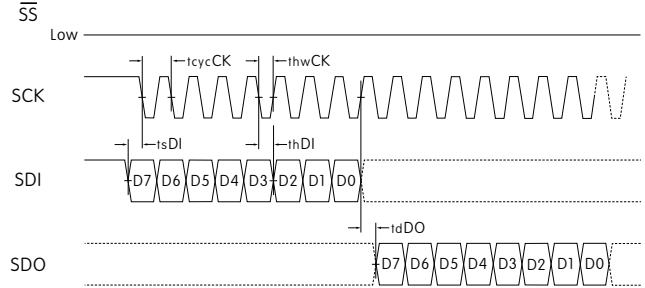 SS
Low
tcycCK thwCK
SCK
tsDI thDI
SDI D7 D6 D5 D4 D3 D2 D1 D0
tdDO
SDO D7 D6 D5 D4 D3 D2 D1 D0